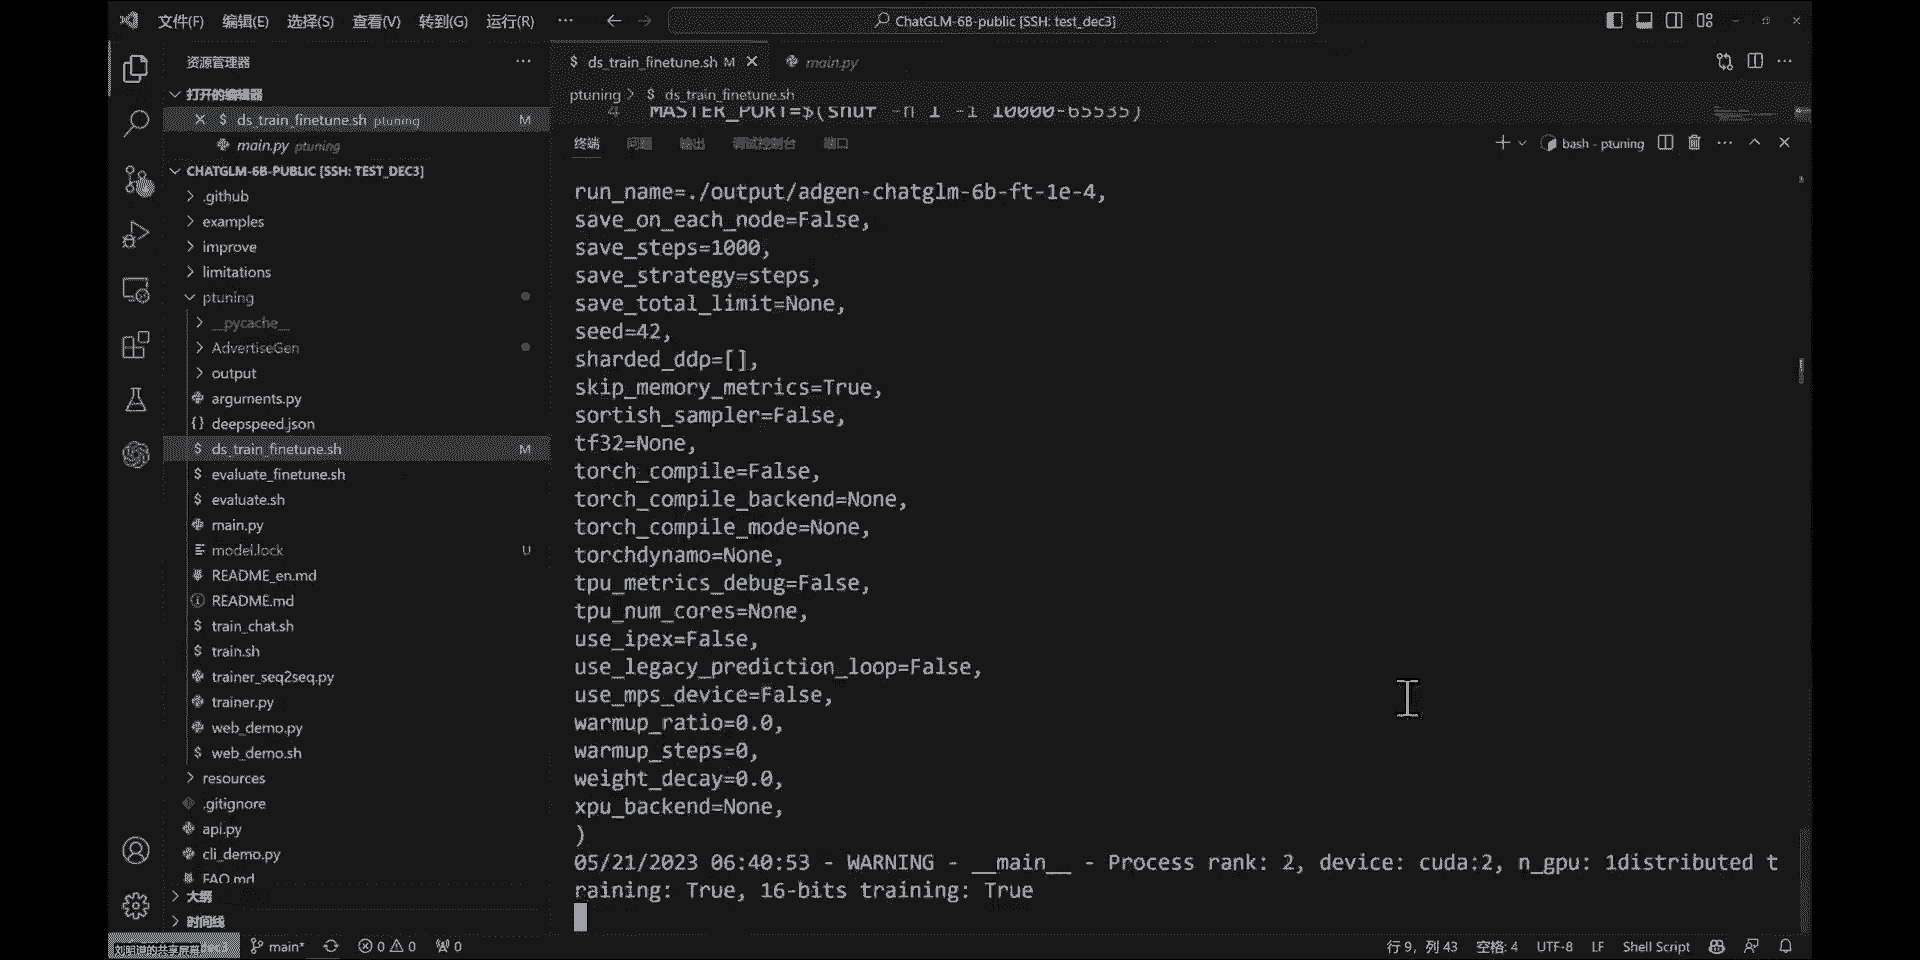 文件(F) 编辑(E) 选择(S) 查看(V) 转到(G) 运行(R) ··· ChatGLM-6B-public [SSH: test_dec3]
资源管理器
打开的编辑器
ds_train_finetune.sh ptuning M
main.py ptuning
CHATGLM-6B-PUBLIC [SSH: TEST_DEC3]
.github
examples
improve
limitations
ptuning
__pycache__
AdvertiseGen
output
arguments.py
deepspeed.json
ds_train_finetune.sh M
evaluate_finetune.sh
evaluate.sh
main.py
model.lock U
README_en.md
README.md
train_chat.sh
train.sh
trainer_seq2seq.py
trainer.py
web_demo.py
web_demo.sh
resources
.gitignore
api.py
cli_demo.py
FAQ.md
大纲
时间线
ds_train_finetune.sh M main.py
ptuning > $ ds_train_finetune.sh
4 MASTER_PORT=$(shuf -n 1 -i 10000-65535)
终端 问题 输出 调试控制台 端口 bash - ptuning
run_name=./output/adgen-chatglm-6b-ft-1e-4,
save_on_each_node=False,
save_steps=1000,
save_strategy=steps,
save_total_limit=None,
seed=42,
sharded_ddp=[],
skip_memory_metrics=True,
sortish_sampler=False,
tf32=None,
torch_compile=False,
torch_compile_backend=None,
torch_compile_mode=None,
torchdynamo=None,
tpu_metrics_debug=False,
tpu_num_cores=None,
use_ipex=False,
use_legacy_prediction_loop=False,
use_mps_device=False,
warmup_ratio=0.0,
warmup_steps=0,
weight_decay=0.0,
xpu_backend=None,
)
05/21/2023 06:40:53 - WARNING - __main__ - Process rank: 2, device: cuda:2, n_gpu: 1distributed t
raining: True, 16-bits training: True
main* 0 0 0 行 9，列 43 空格: 4 UTF-8 LF Shell Script